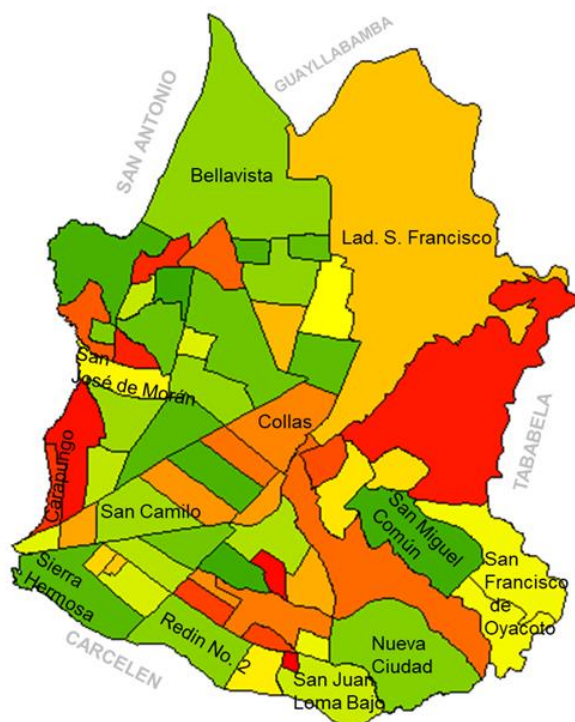 GUAYLLABAMBA
SAN ANTONIO
Bellavista
Lad. S. Francisco
San
José de Morán
Collas
Carapungo
TABABELA
San Camilo
San Miguel
Común
San
Francisco
de
Oyacoto
Sierra
Hermosa
Redin No. 2
Nueva
Ciudad
CARCELEN
San Juan
Loma Bajo